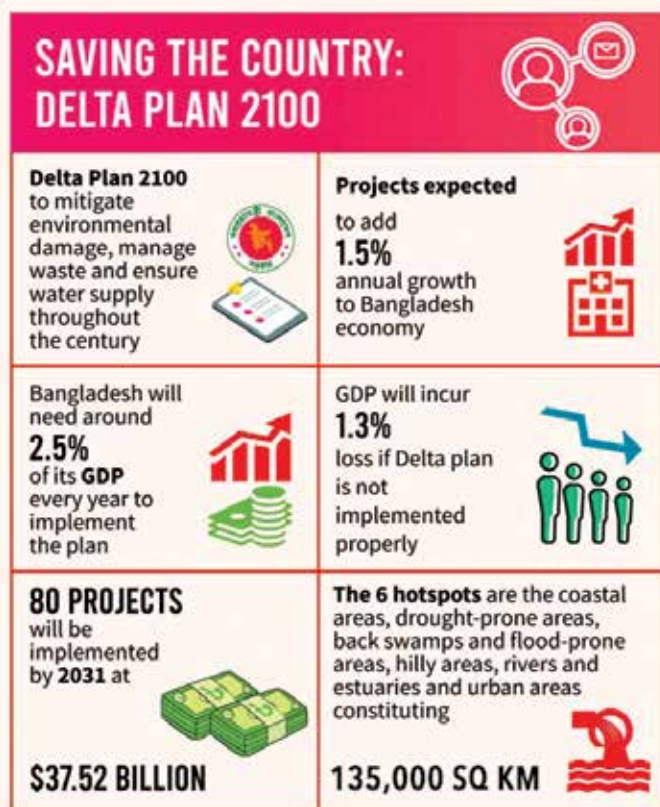 SAVING THE COUNTRY:
DELTA PLAN 2100
Delta Plan 2100
to mitigate
environmental
damage, manage
waste and ensure
water supply
throughout
the century
Projects expected
to add
1.5%
annual growth
to Bangladesh
economy
Bangladesh will
need around
2.5%
of its GDP
every year to
implement
the plan
GDP will incur
1.3%
loss if Delta plan
is not
implemented
properly
80 PROJECTS
will be
implemented
by 2031 at
$37.52 BILLION
The 6 hotspots are the coastal
areas, drought-prone areas,
back swamps and flood-prone
areas, hilly areas, rivers and
estuaries and urban areas
constituting
135,000 SQ KM